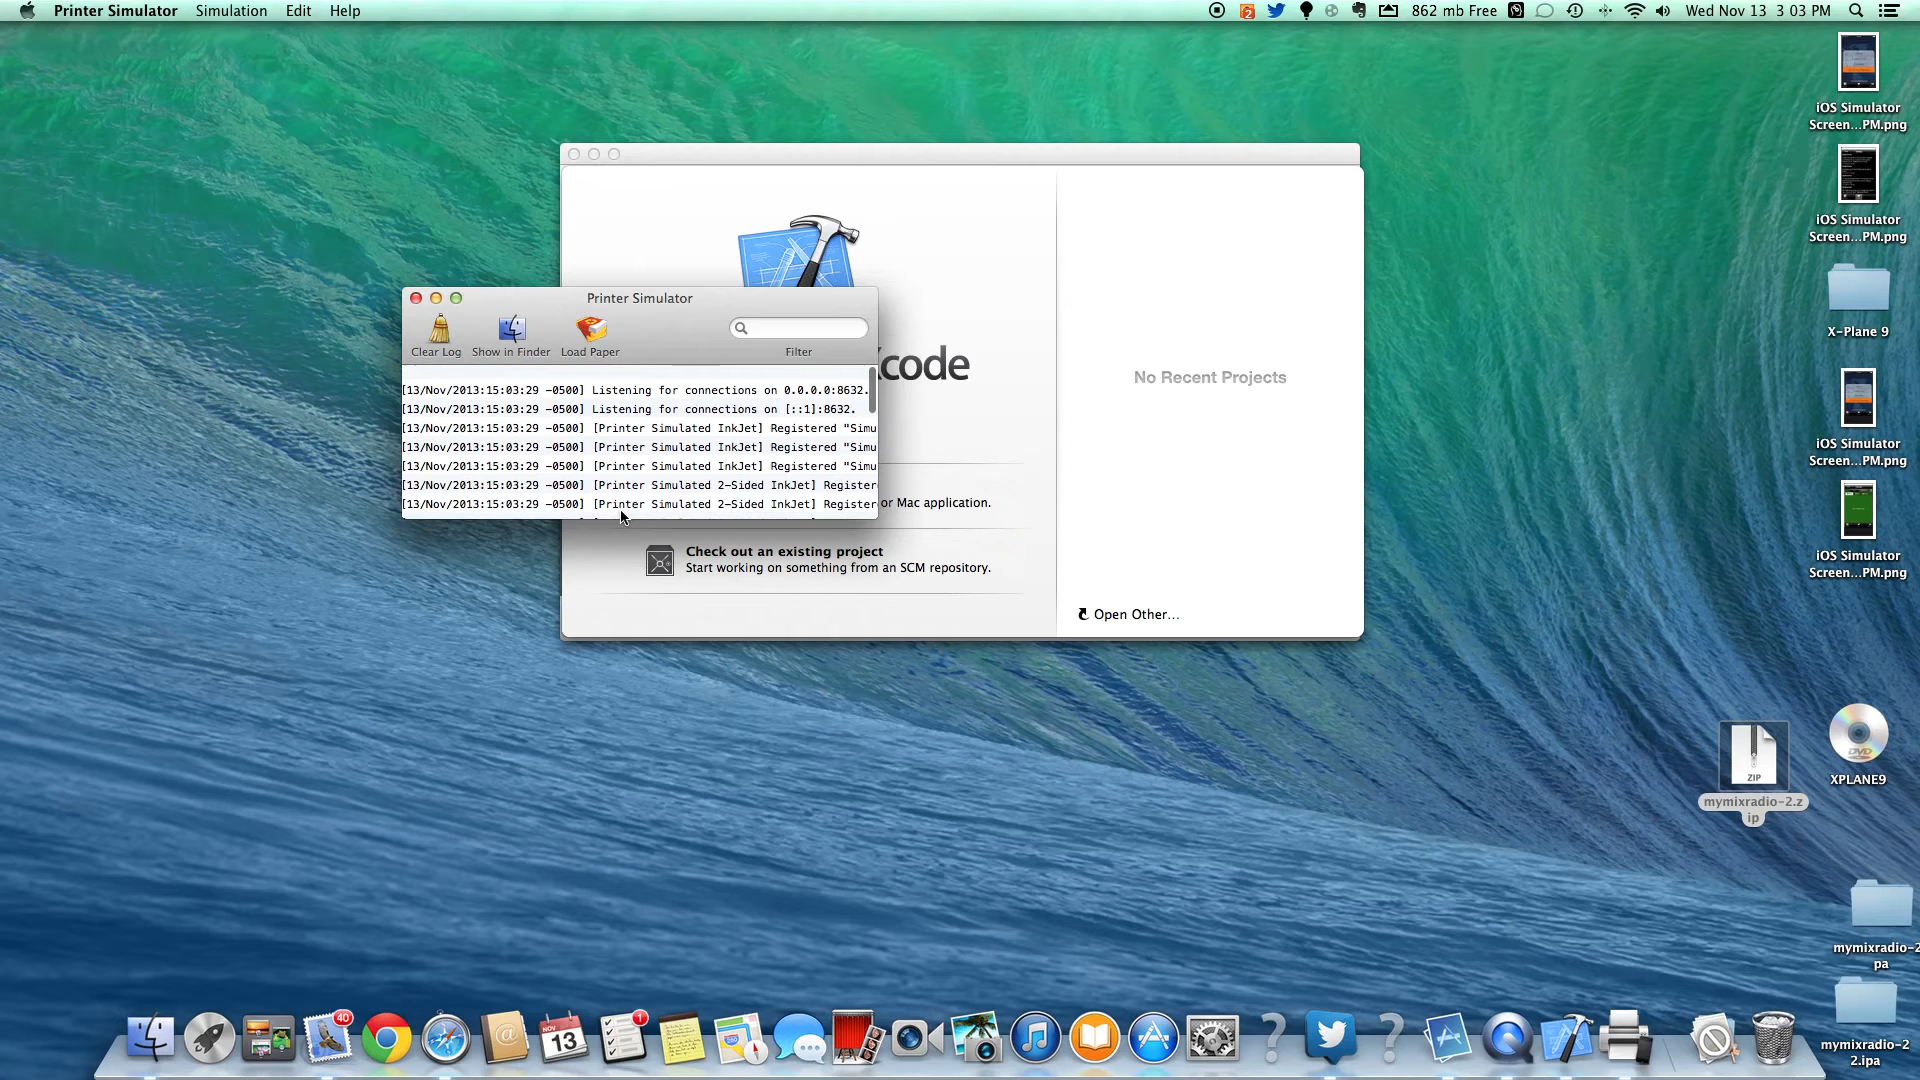 Printer Simulator Simulation Edit Help
2
862 mb Free
Wed Nov 13 3:03 PM
Printer Simulator
Clear Log Show in Finder Load Paper
Filter
[13/Nov/2013:15:03:29 -0500] Listening for connections on 0.0.0.0:8632.
[13/Nov/2013:15:03:29 -0500] Listening for connections on [::1]:8632.
[13/Nov/2013:15:03:29 -0500] [Printer Simulated InkJet] Registered "Simu
[13/Nov/2013:15:03:29 -0500] [Printer Simulated InkJet] Registered "Simu
[13/Nov/2013:15:03:29 -0500] [Printer Simulated InkJet] Registered "Simu
[13/Nov/2013:15:03:29 -0500] [Printer Simulated 2-Sided InkJet] Register
[13/Nov/2013:15:03:29 -0500] [Printer Simulated 2-Sided InkJet] Register
code
or Mac application.
Check out an existing project
Start working on something from an SCM repository.
No Recent Projects
Open Other...
iOS Simulator
Screen...PM.png
iOS Simulator
Screen...PM.png
X-Plane 9
iOS Simulator
Screen...PM.png
iOS Simulator
Screen...PM.png
DVD
XPLANE9
ZIP
mymixradio-2.z
ip
mymixradio-2
pa
mymixradio-2
2.ipa
40
NOV
13
1